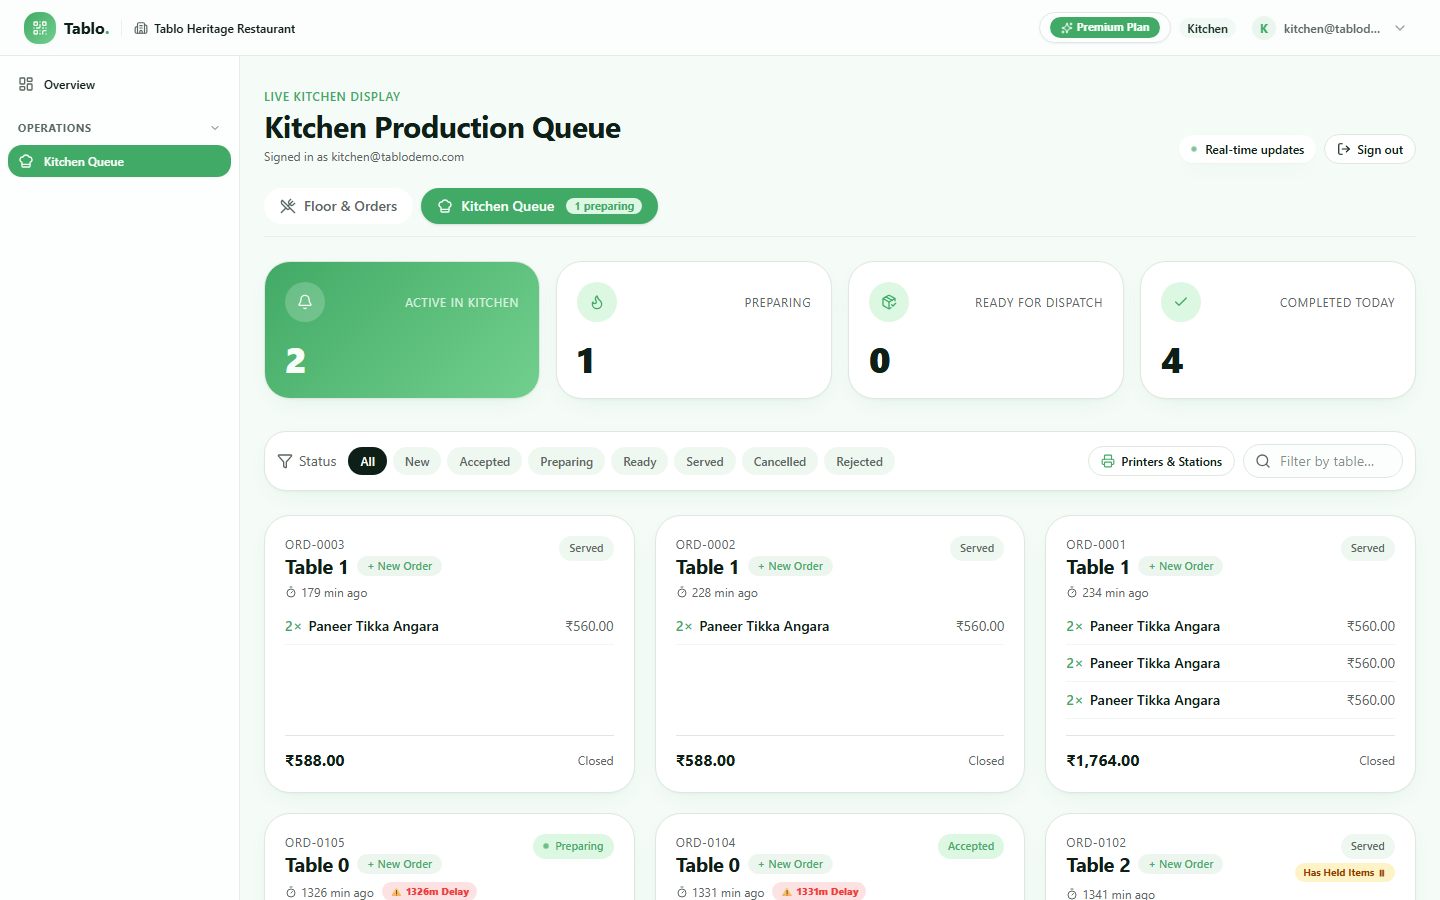 Tablo.
Tablo Heritage Restaurant
Premium Plan
Kitchen
K
kitchen@tablod...
Overview
OPERATIONS
Kitchen Queue
LIVE KITCHEN DISPLAY
Kitchen Production Queue
Signed in as kitchen@tablodemo.com
Real-time updates
Sign out
Floor & Orders
Kitchen Queue 1 preparing
ACTIVE IN KITCHEN
2
PREPARING
1
READY FOR DISPATCH
0
COMPLETED TODAY
4
Status All New Accepted Preparing Ready Served Cancelled Rejected
Printers & Stations
Filter by table...
ORD-0003
Served
Table 1 + New Order
179 min ago
2× Paneer Tikka Angara ₹560.00
₹588.00 Closed
ORD-0002
Served
Table 1 + New Order
228 min ago
2× Paneer Tikka Angara ₹560.00
₹588.00 Closed
ORD-0001
Served
Table 1 + New Order
234 min ago
2× Paneer Tikka Angara ₹560.00
2× Paneer Tikka Angara ₹560.00
2× Paneer Tikka Angara ₹560.00
₹1,764.00 Closed
ORD-0105
Preparing
Table 0 + New Order
1326 min ago 1326m Delay
ORD-0104
Accepted
Table 0 + New Order
1331 min ago 1331m Delay
ORD-0102
Served
Table 2 + New Order
Has Held Items
1341 min ago